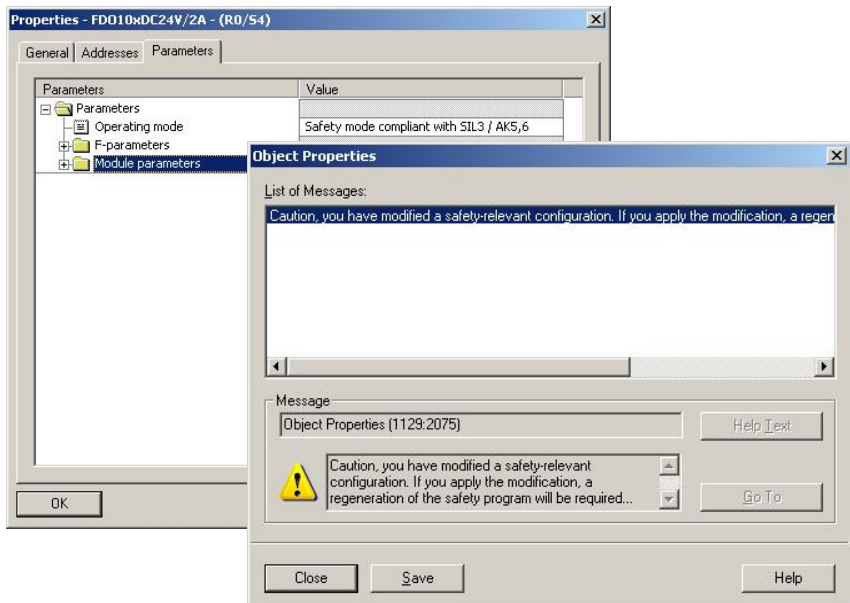 Properties - FDO10xDC24V/2A - (R0/S4)
General Addresses Parameters
Parameters Value
Parameters
Operating mode Safety mode compliant with SIL3 / AK5,6
F-parameters
Module parameters
OK
Object Properties
List of Messages:
Caution, you have modified a safety-relevant configuration. If you apply the modification, a regen
Message
Object Properties (1129:2075)
Help Text
Caution, you have modified a safety-relevant
configuration. If you apply the modification, a
regeneration of the safety program will be required...
Go To
Close Save Help